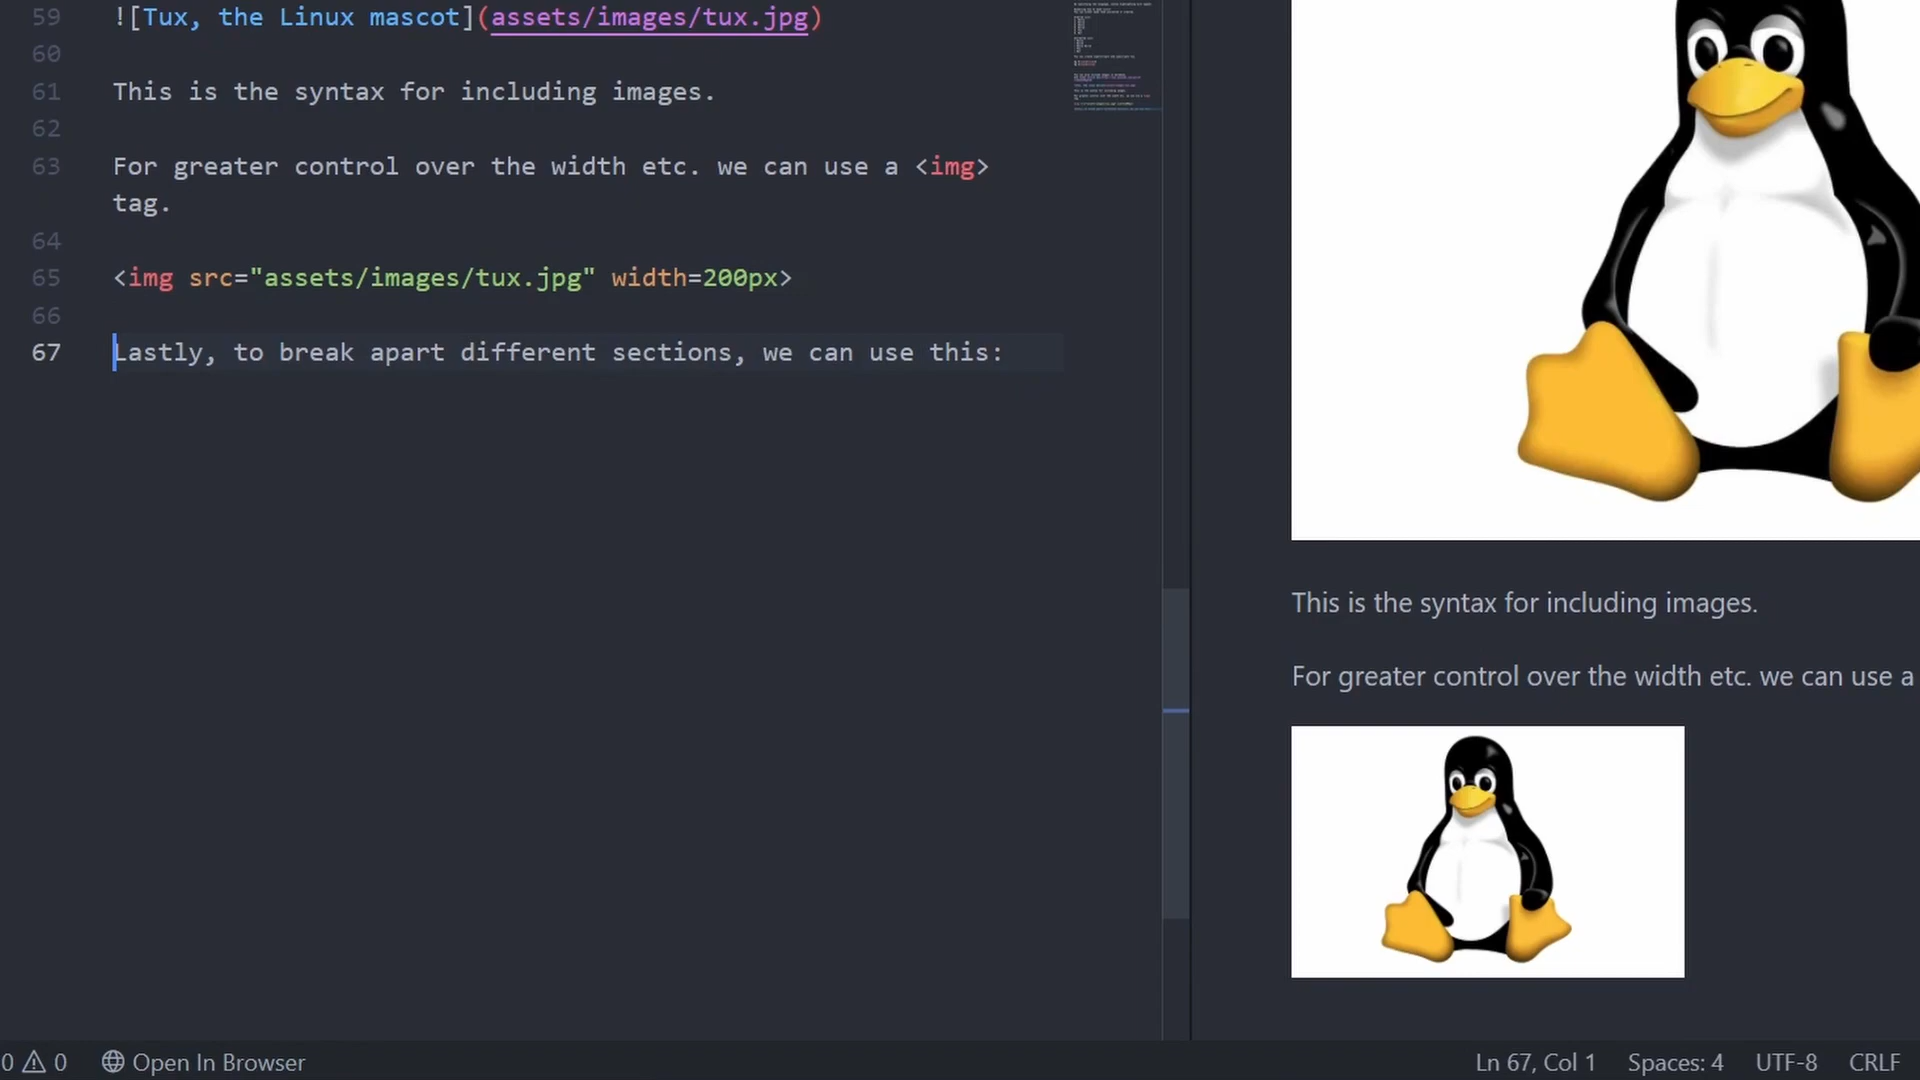 59 ![Tux, the Linux mascot](assets/images/tux.jpg)
60
61 This is the syntax for including images.
62
63 For greater control over the width etc. we can use a <img>
tag.
64
65 <img src="assets/images/tux.jpg" width=200px>
66
67 Lastly, to break apart different sections, we can use this:
This is the syntax for including images.
For greater control over the width etc. we can use a
0 0 Open In Browser
Ln 67, Col 1 Spaces: 4 UTF-8 CRLF